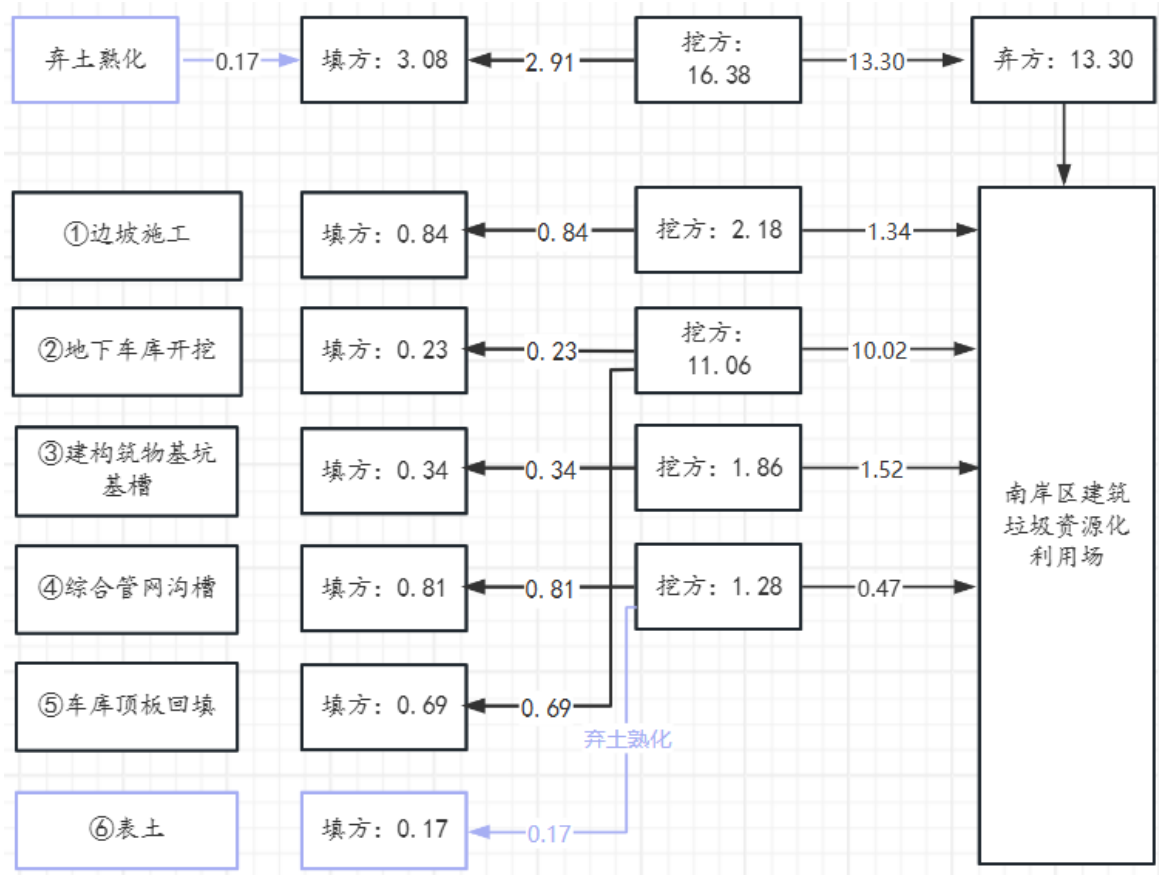 弃土熟化
0.17
填方：3.08
2.91
挖方：
16.38
13.30
弃方：13.30
①边坡施工
填方：0.84
0.84
挖方：2.18
1.34
②地下车库开挖
填方：0.23
0.23
挖方：
11.06
10.02
③建构筑物基坑
基槽
填方：0.34
0.34
挖方：1.86
1.52
南岸区建筑
垃圾资源化
利用场
④综合管网沟槽
填方：0.81
0.81
挖方：1.28
0.47
⑤车库顶板回填
填方：0.69
0.69
弃土熟化
⑥表土
填方：0.17
0.17